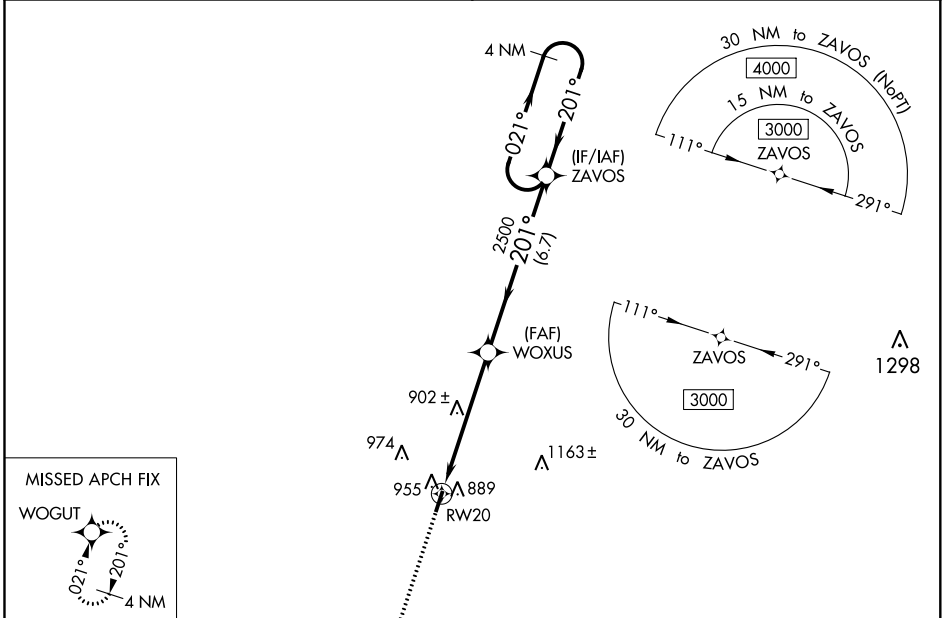 4 NM
021°
201°
(IF/IAF)
ZAVOS
2500
201°
(6.7)
(FAF)
WOXUS
902 ±
974
1163 ±
955
889
RW20
30 NM to ZAVOS (NoPT)
4000
15 NM to ZAVOS
3000
ZAVOS
111°
291°
111°
ZAVOS
291°
3000
30 NM to ZAVOS
1298
MISSED APCH FIX
WOGUT
021°
201°
4 NM